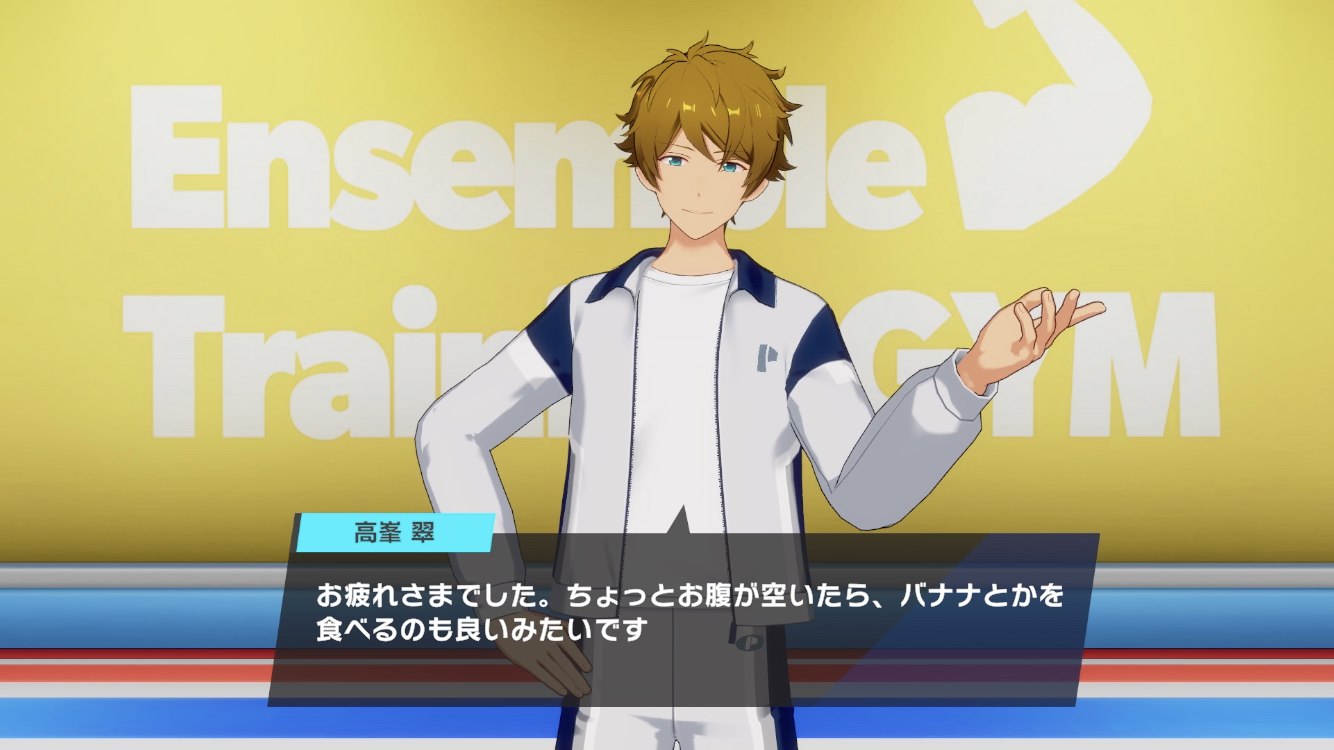 Ensemble
Training GYM
高峯 翠
お疲れさまでした。ちょっとお腹が空いたら、バナナとかを
食べるのも良いみたいです